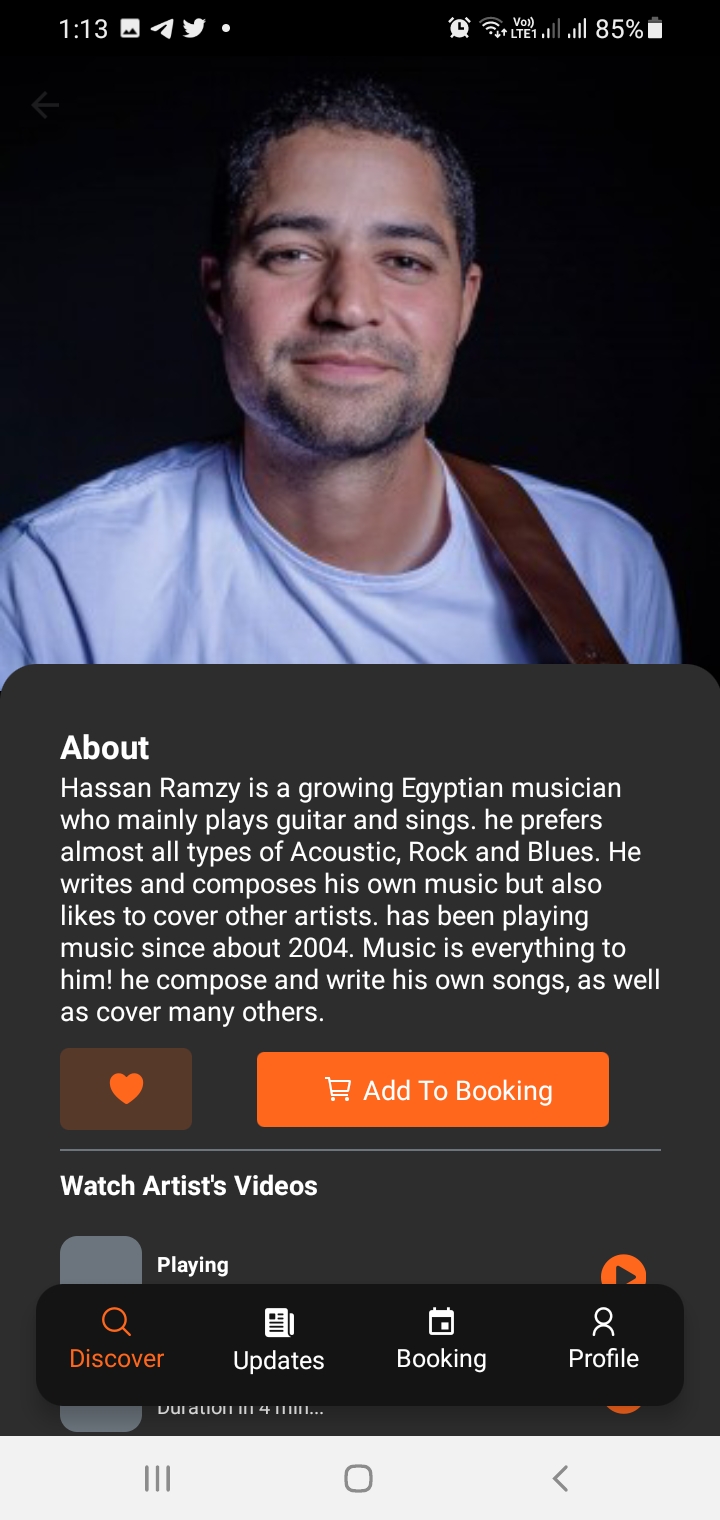 1:13
Vo)) LTE1
85%
About
Hassan Ramzy is a growing Egyptian musician
who mainly plays guitar and sings. he prefers
almost all types of Acoustic, Rock and Blues. He
writes and composes his own music but also
likes to cover other artists. has been playing
music since about 2004. Music is everything to
him! he compose and write his own songs, as well
as cover many others.
Add To Booking
Watch Artist's Videos
Playing
Discover
Updates
Booking
Profile
Duration in 4 min...